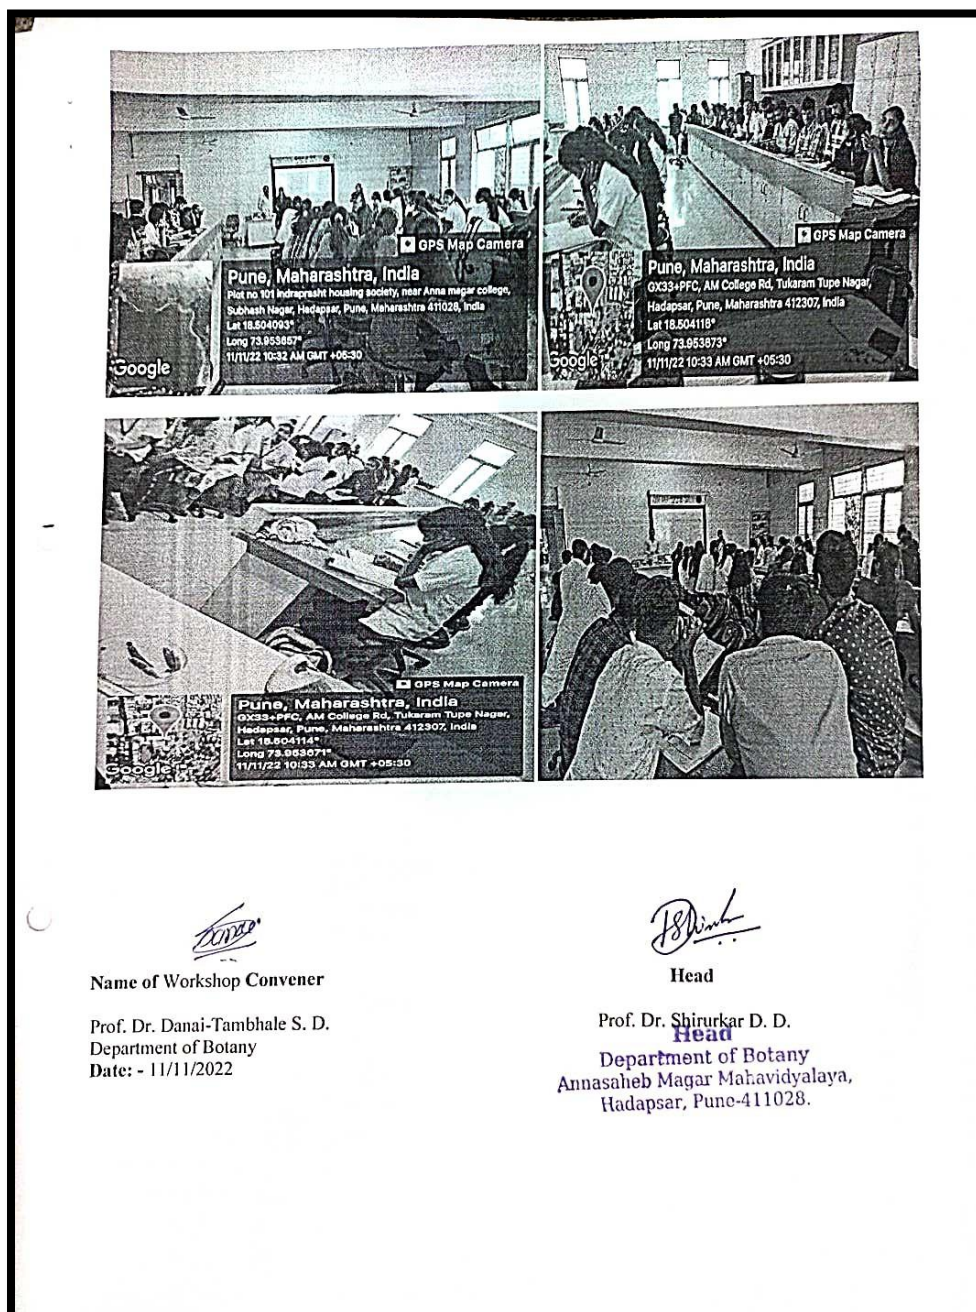 GPS Map Camera
Pune, Maharashtra, India
Plot no 101 indraprasht housing society, near Anna magar college,
Subhash Nagar, Hadapsar, Pune, Maharashtra 411028, India
Lat 18.504093°
Long 73.953657°
11/11/22 10:32 AM GMT +05:30
Google
GPS Map Camera
Pune, Maharashtra, India
GX33+PFC, AM College Rd, Tukaram Tupe Nagar,
Hadapsar, Pune, Maharashtra 412307, India
Lat 18.504118°
Long 73.953673°
11/11/22 10:33 AM GMT +05:30
Google
GPS Map Camera
Pune, Maharashtra, India
GX33+PFC, AM College Rd, Tukaram Tupe Nagar,
Hadapsar, Pune, Maharashtra 412307, India
Lat 18.504114°
Long 73.953671°
11/11/22 10:33 AM GMT +05:30
Google
Name of Workshop Convener
Prof. Dr. Danai-Tambhale S. D.
Department of Botany
Date: - 11/11/2022
Head
Prof. Dr. Shirurkar D. D.
Head
Department of Botany
Annasaheb Magar Mahavidyalaya,
Hadapsar, Pune-411028.